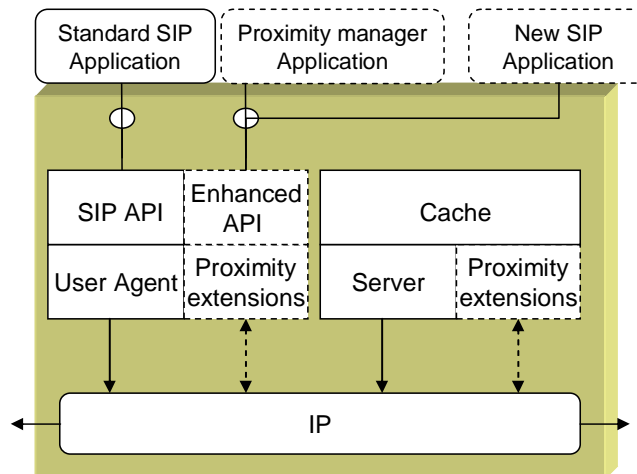 Standard SIP
Application
Proximity manager
Application
New SIP
Application
SIP API
Enhanced
API
Cache
User Agent
Proximity
extensions
Server
Proximity
extensions
IP